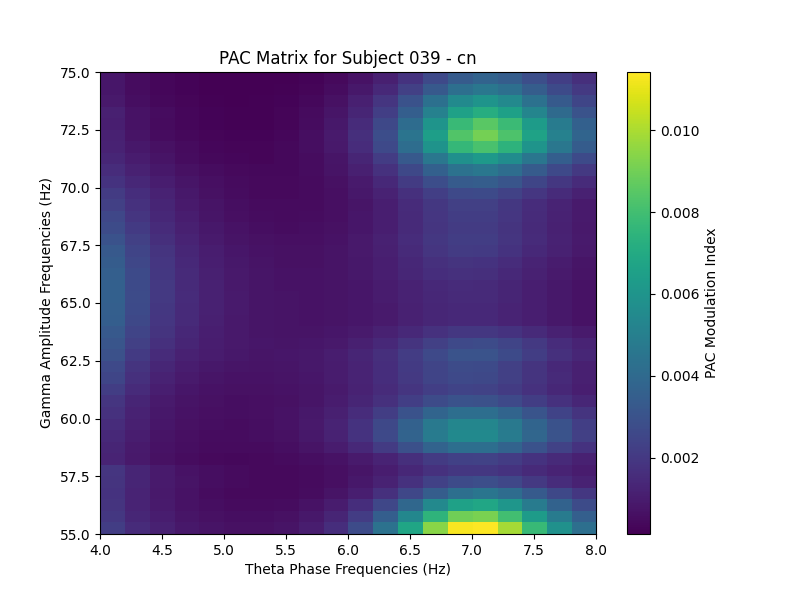 PAC Matrix for Subject 039 - cn
75.0
72.5
70.0
67.5
65.0
62.5
60.0
57.5
55.0
Gamma Amplitude Frequencies (Hz)
4.0 4.5 5.0 5.5 6.0 6.5 7.0 7.5 8.0
Theta Phase Frequencies (Hz)
0.010
0.008
0.006
0.004
0.002
PAC Modulation Index